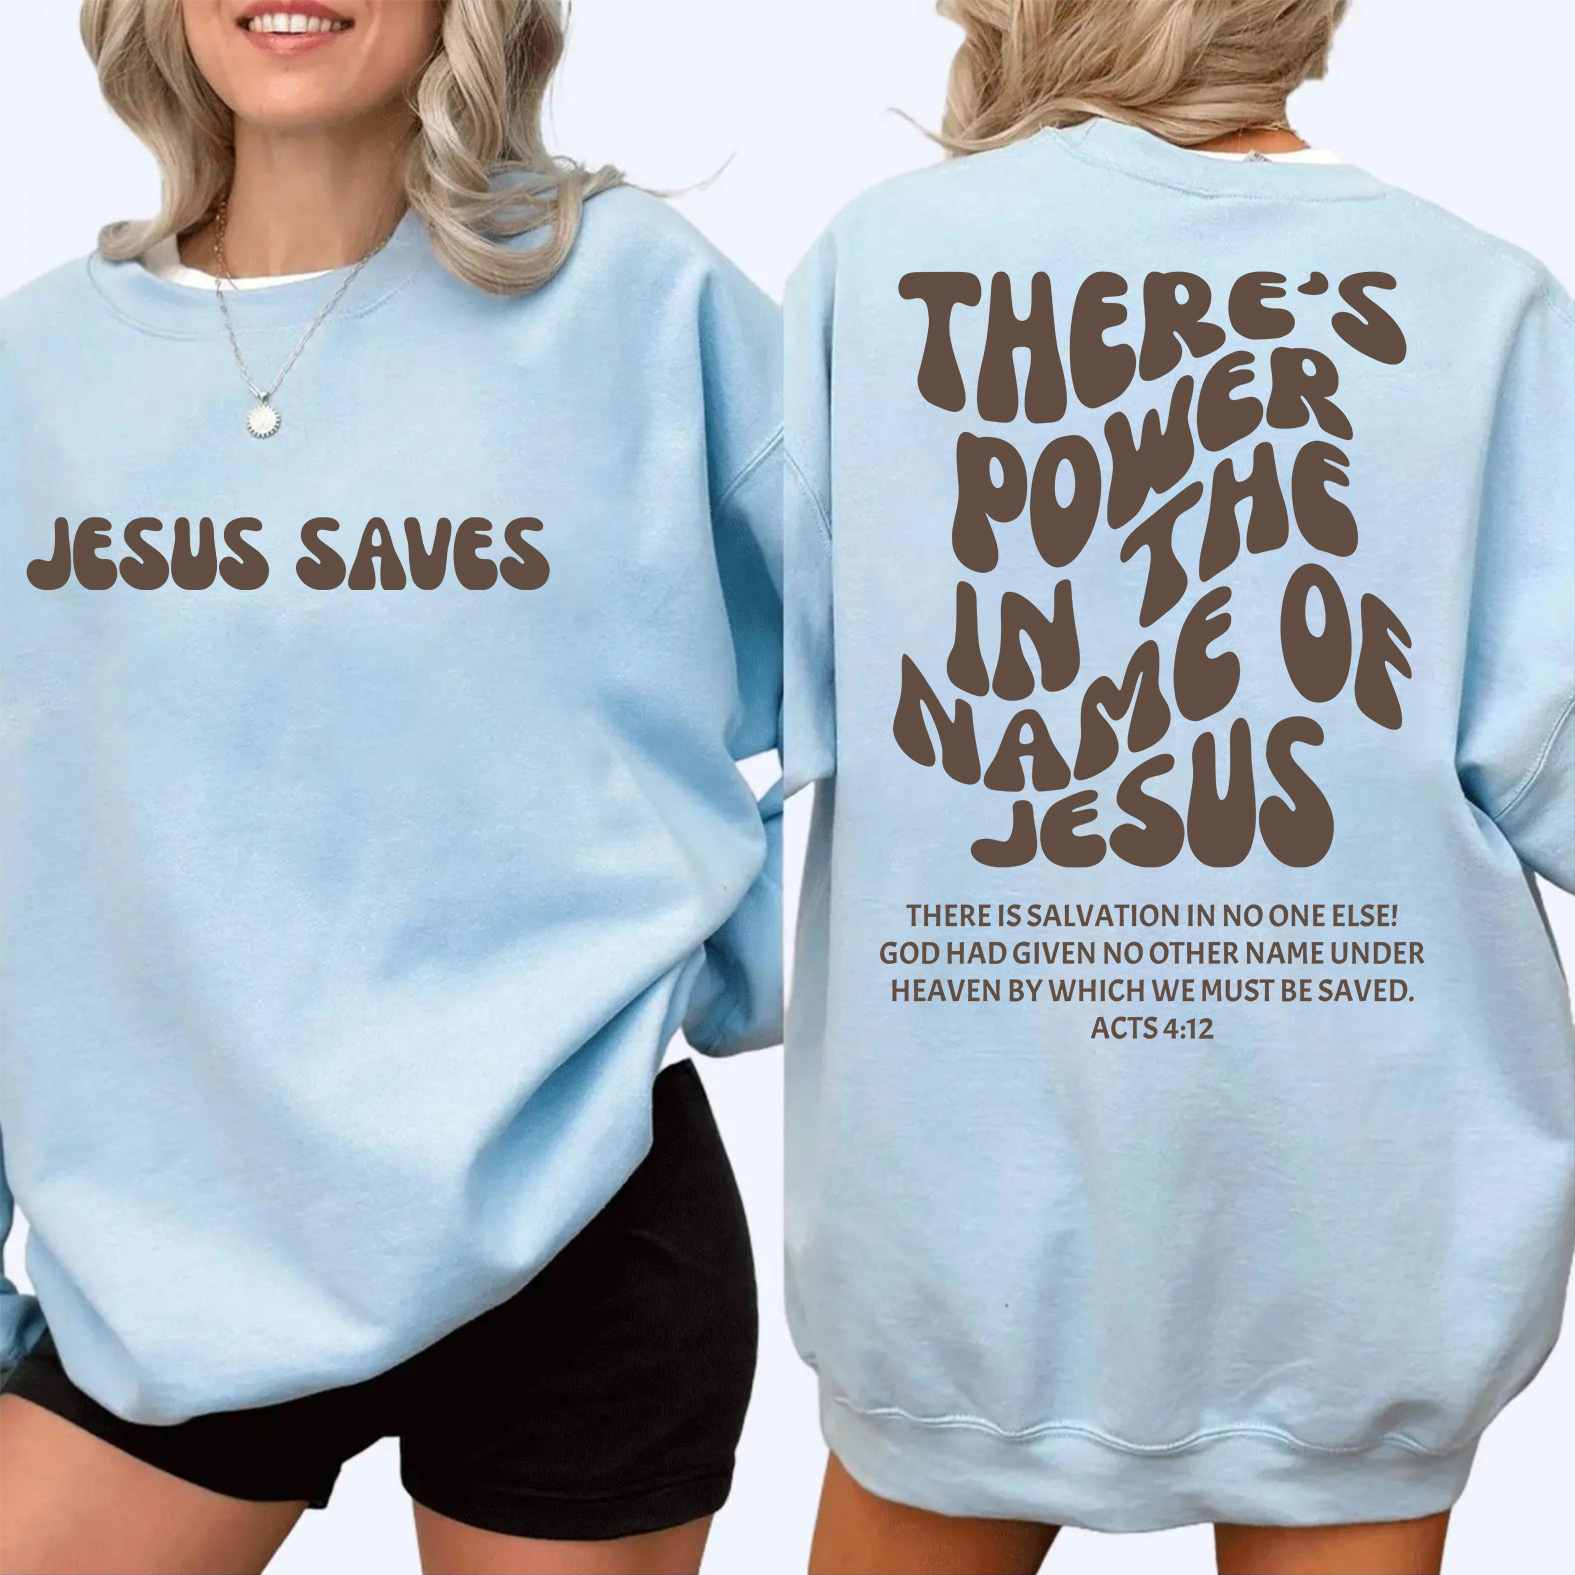 JESUS SAVES
THERE'S
POWER
IN THE
NAME OF
JESUS
THERE IS SALVATION IN NO ONE ELSE!
GOD HAD GIVEN NO OTHER NAME UNDER
HEAVEN BY WHICH WE MUST BE SAVED.
ACTS 4:12